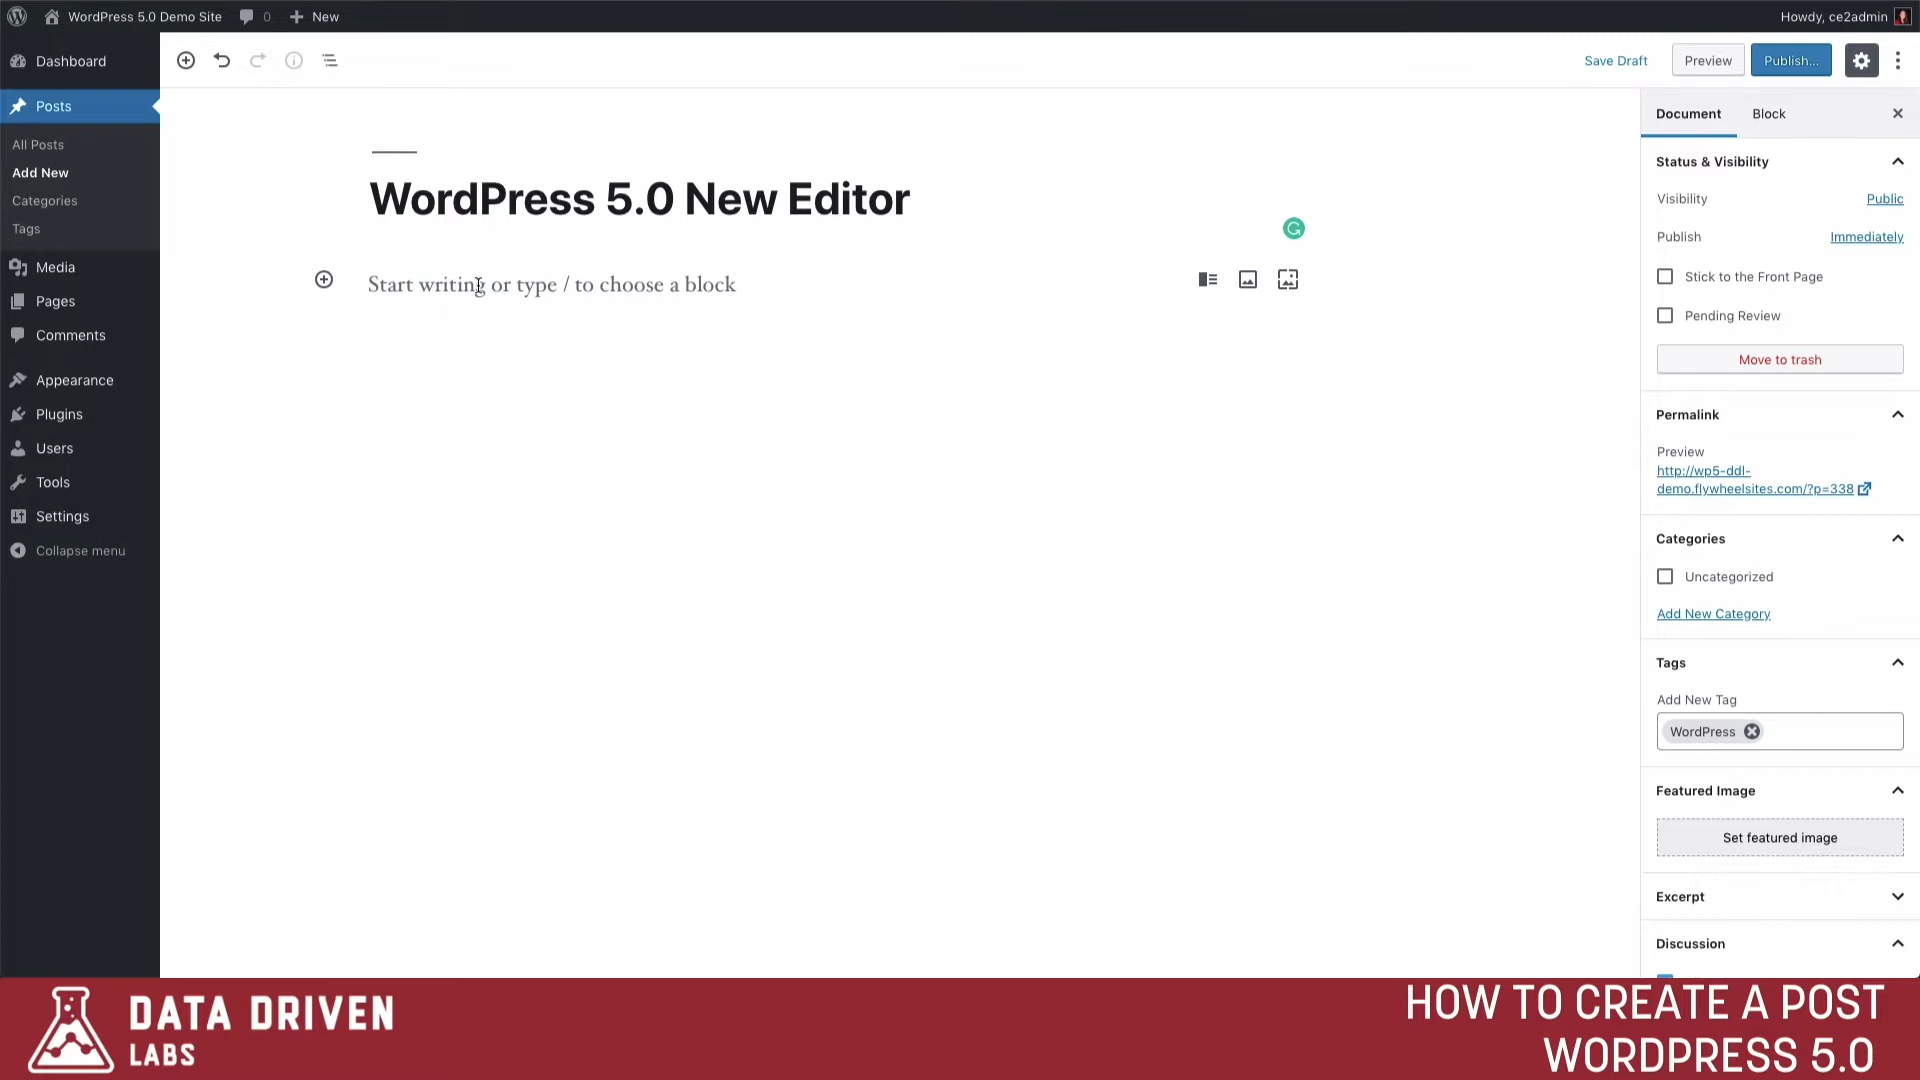 WordPress 5.0 Demo Site
0
New
Howdy, ce2admin
Dashboard
Posts
All Posts
Add New
Categories
Tags
Media
Pages
Comments
Appearance
Plugins
Users
Tools
Settings
Collapse menu
Save Draft
Preview
Publish...
WordPress 5.0 New Editor
Start writing or type / to choose a block
Document
Block
Status & Visibility
Visibility
Public
Publish
Immediately
Stick to the Front Page
Pending Review
Move to trash
Permalink
Preview
http://wp5-ddl-
demo.flywheelsites.com/?p=338
Categories
Uncategorized
Add New Category
Tags
Add New Tag
WordPress
Featured Image
Set featured image
Excerpt
Discussion
DATA DRIVEN
LABS
HOW TO CREATE A POST
WORDPRESS 5.0